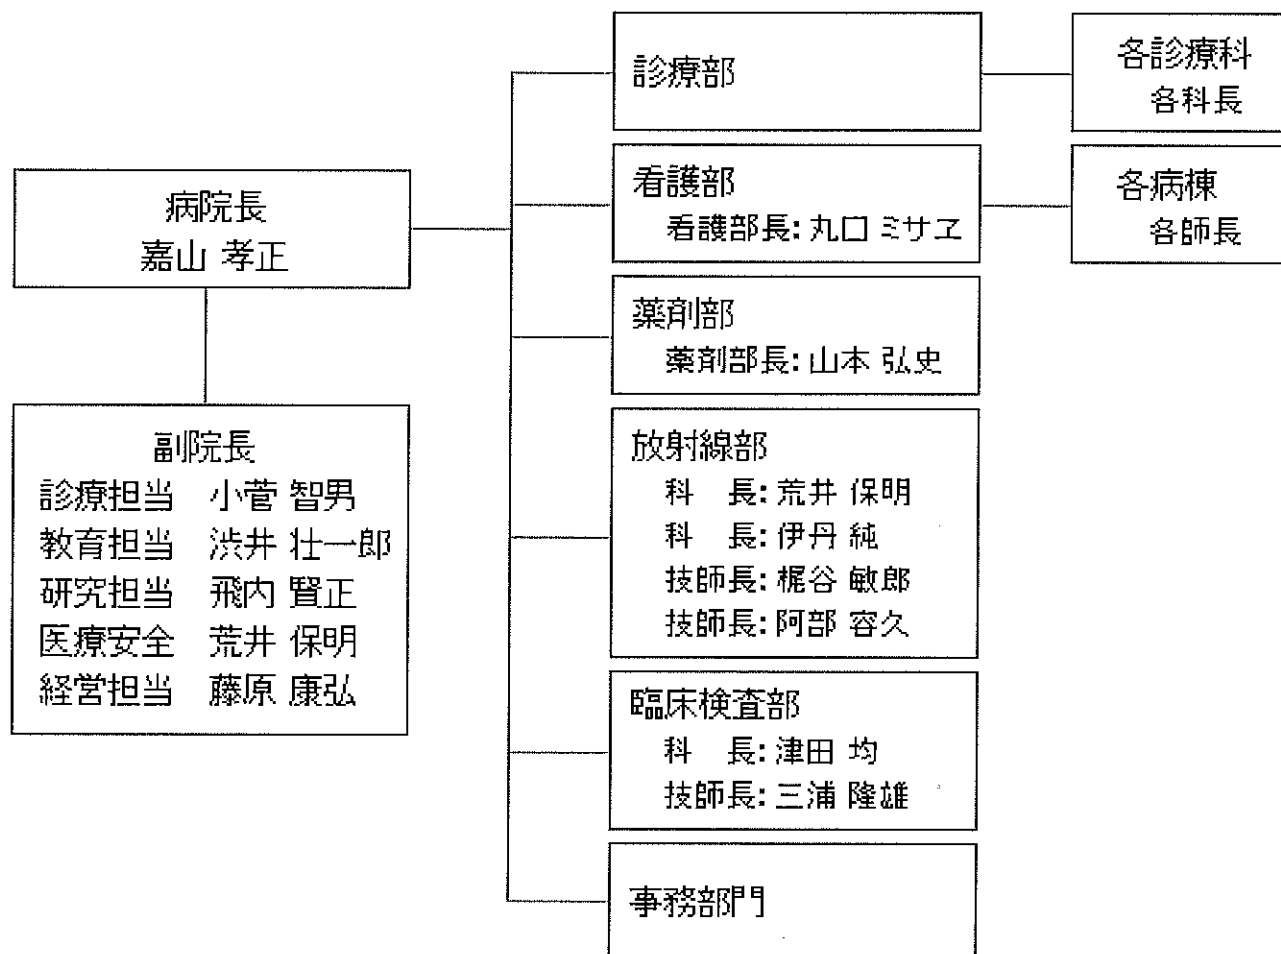 病院長
嘉山 孝正
副院長
診療担当 小菅 智男
教育担当 渋井 壮一郎
研究担当 飛内 賢正
医療安全 荒井 保明
経営担当 藤原 康弘
診療部
各診療科
各科長
看護部
看護部長: 丸口 ミサヱ
各病棟
各師長
薬剤部
薬剤部長: 山本 弘史
放射線部
科 長: 荒井 保明
科 長: 伊丹 純
技師長: 梶谷 敏郎
技師長: 阿部 容久
臨床検査部
科 長: 津田 均
技師長: 三浦 隆雄
事務部門